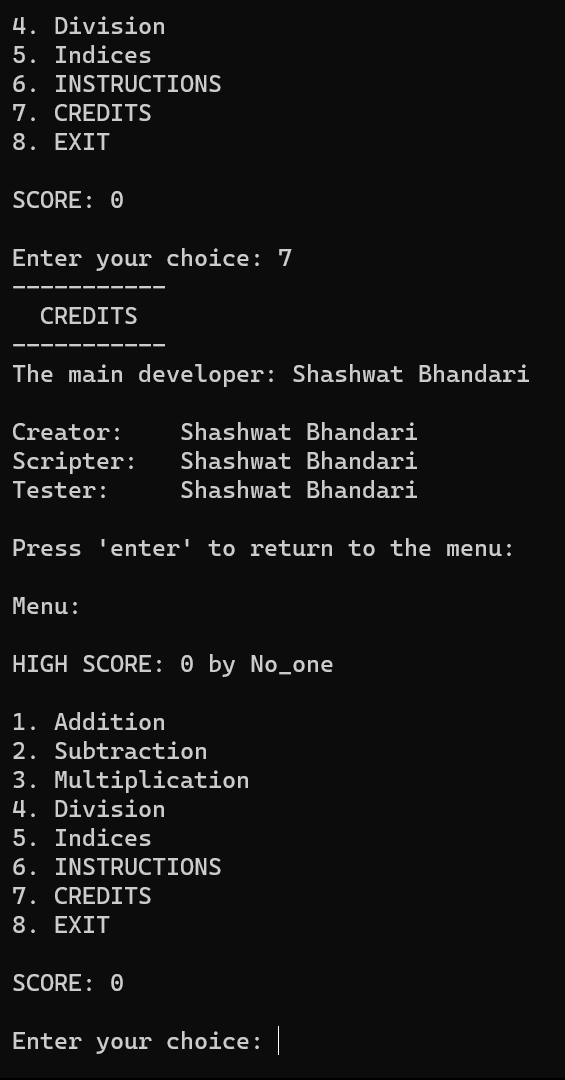 4. Division
5. Indices
6. INSTRUCTIONS
7. CREDITS
8. EXIT
SCORE: 0
Enter your choice: 7
-----------
CREDITS
-----------
The main developer: Shashwat Bhandari
Creator: Shashwat Bhandari
Scripter: Shashwat Bhandari
Tester: Shashwat Bhandari
Press 'enter' to return to the menu:
Menu:
HIGH SCORE: 0 by No_one
1. Addition
2. Subtraction
3. Multiplication
4. Division
5. Indices
6. INSTRUCTIONS
7. CREDITS
8. EXIT
SCORE: 0
Enter your choice: